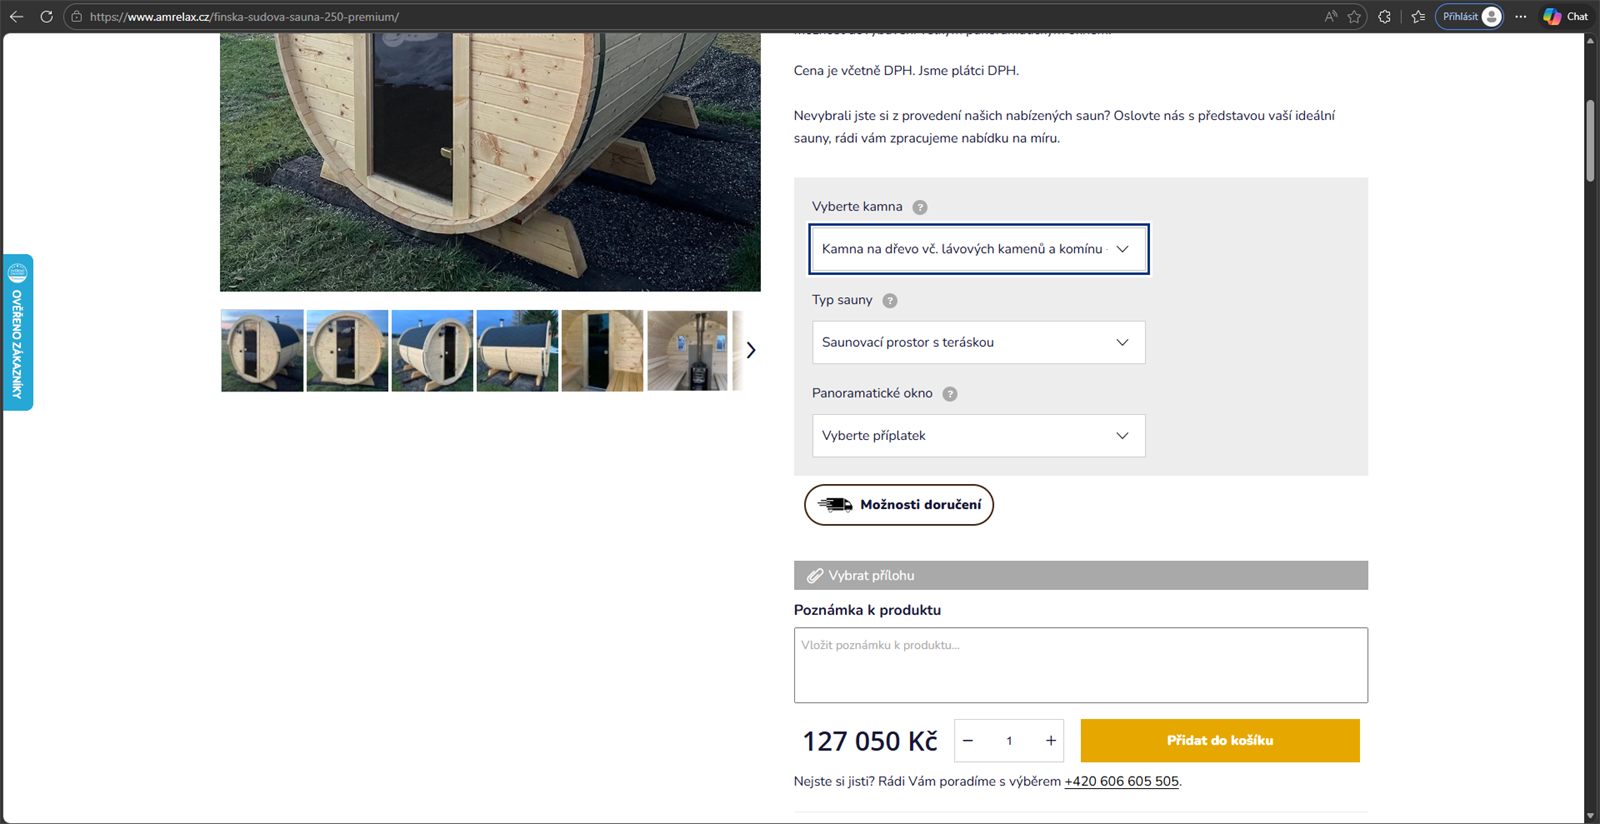 https://www.amrelax.cz/finska-sudova-sauna-250-premium/
Přihlásit
Chat
Cena je včetně DPH. Jsme plátci DPH.
Nevybrali jste si z provedení našich nabízených saun? Oslovte nás s představou vaší ideální
sauny, rádi vám zpracujeme nabídku na míru.
Vyberte kamna ?
Kamna na dřevo vč. lávových kamenů a komínu
Typ sauny ?
Saunovací prostor s teráskou
Panoramatické okno ?
Vyberte příplatek
OVĚŘENO ZÁKAZNÍKY
Možnosti doručení
Vybrat přílohu
Poznámka k produktu
Vložit poznámku k produktu...
127 050 Kč
− 1 +
Přidat do košíku
Nejste si jisti? Rádi Vám poradíme s výběrem +420 606 605 505.